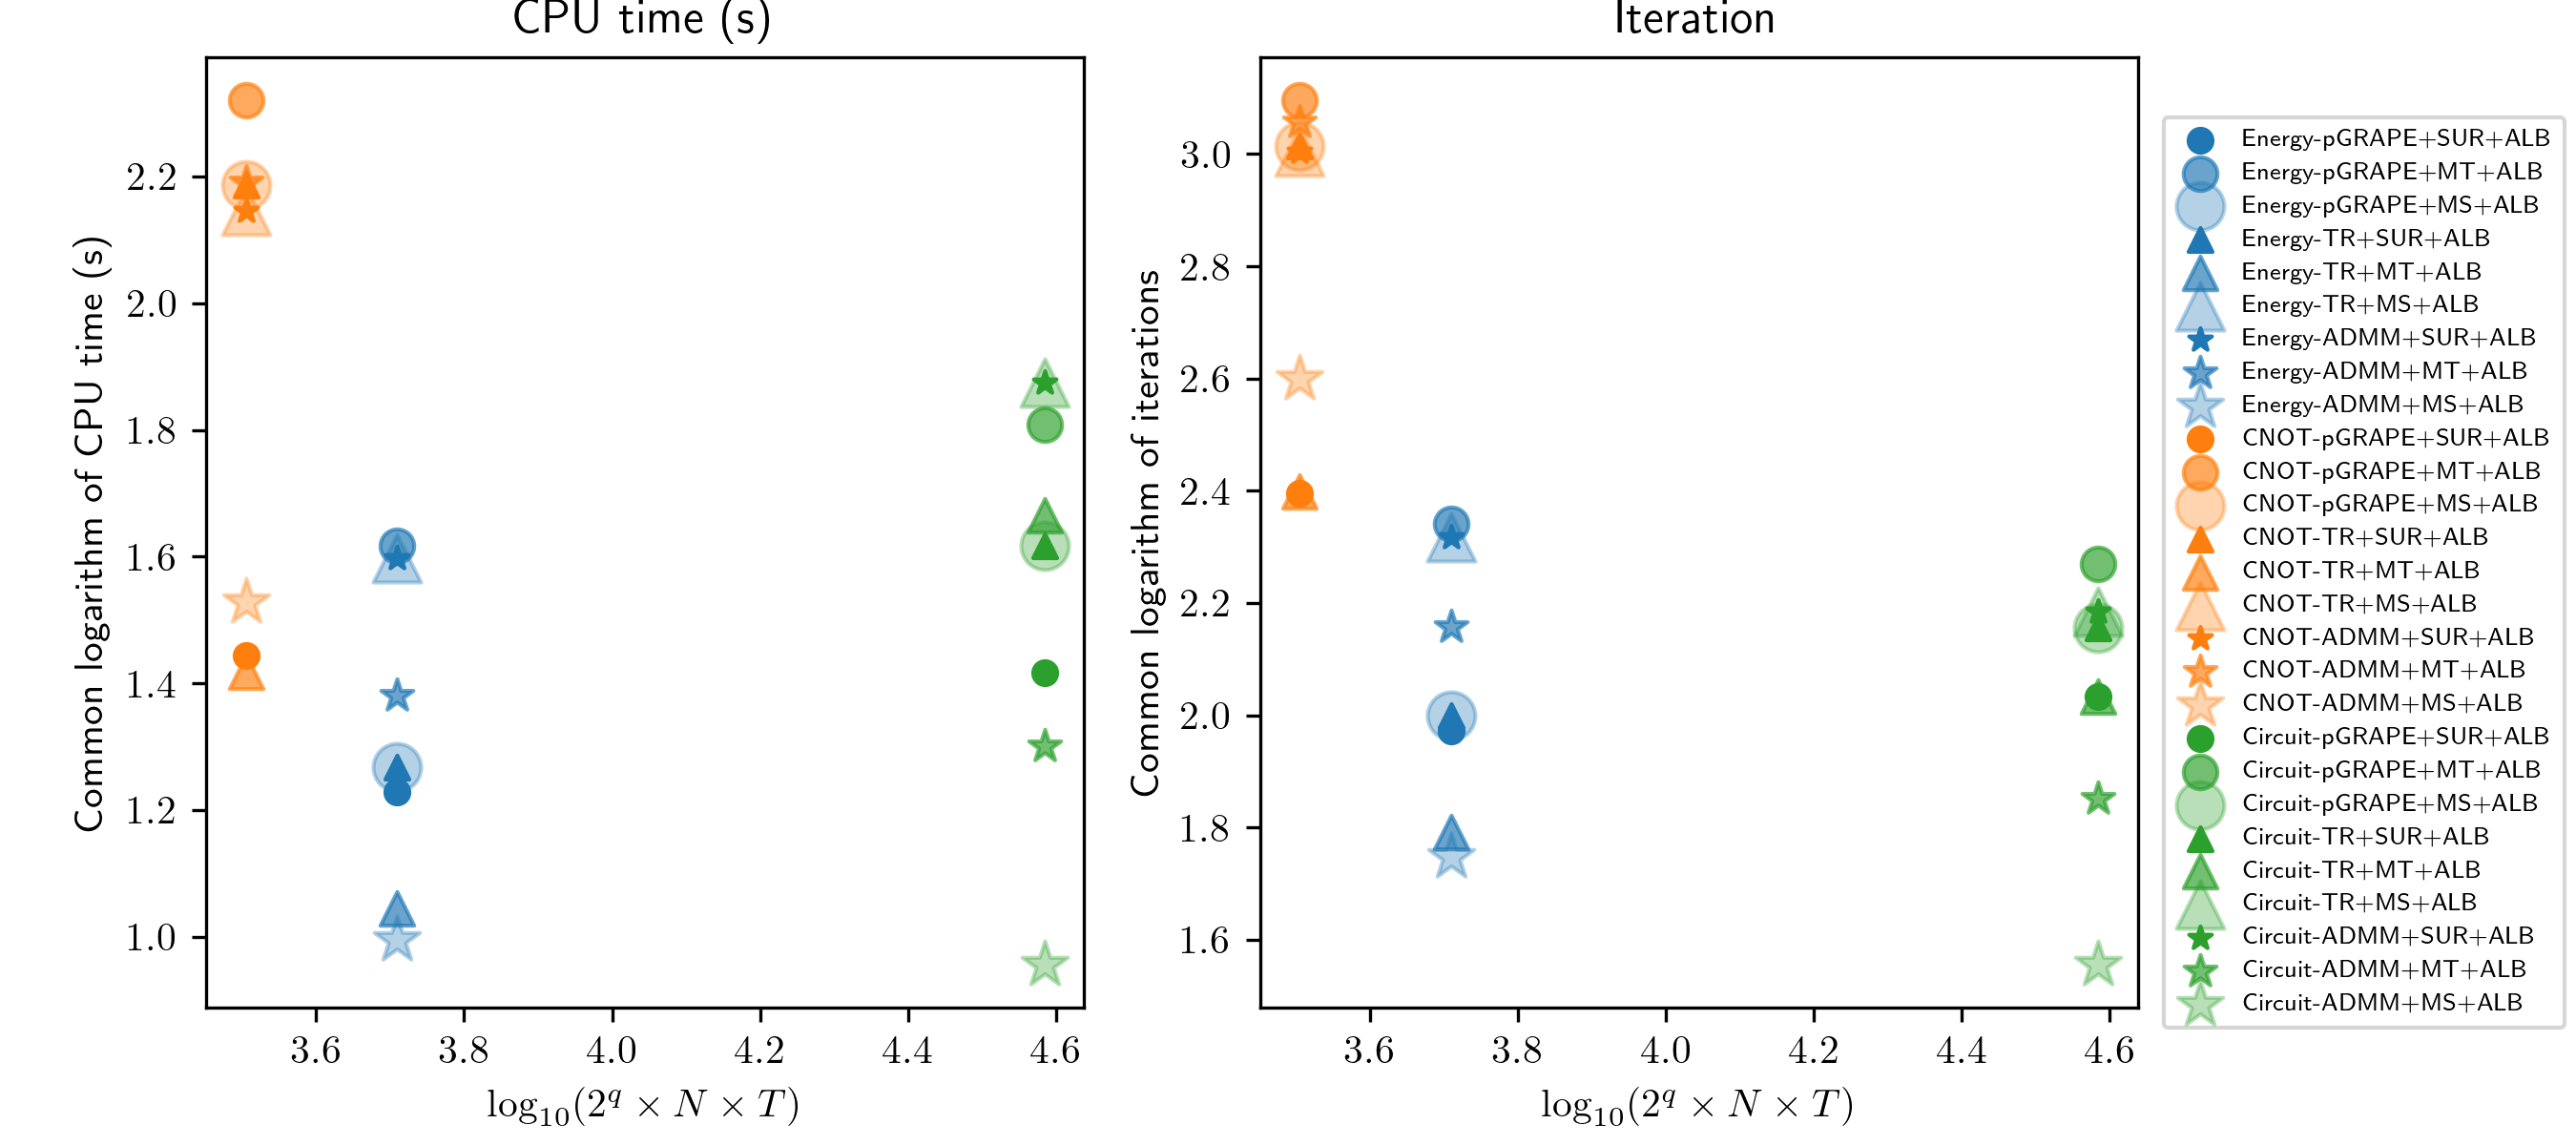 CPU time (s)
Common logarithm of CPU time (s)
2.2
2.0
1.8
1.6
1.4
1.2
1.0
3.6 3.8 4.0 4.2 4.4 4.6
log₁₀(2^q × N × T)
Iteration
Common logarithm of iterations
3.0
2.8
2.6
2.4
2.2
2.0
1.8
1.6
3.6 3.8 4.0 4.2 4.4 4.6
log₁₀(2^q × N × T)
Energy-pGRAPE+SUR+ALB
Energy-pGRAPE+MT+ALB
Energy-pGRAPE+MS+ALB
Energy-TR+SUR+ALB
Energy-TR+MT+ALB
Energy-TR+MS+ALB
Energy-ADMM+SUR+ALB
Energy-ADMM+MT+ALB
Energy-ADMM+MS+ALB
CNOT-pGRAPE+SUR+ALB
CNOT-pGRAPE+MT+ALB
CNOT-pGRAPE+MS+ALB
CNOT-TR+SUR+ALB
CNOT-TR+MT+ALB
CNOT-TR+MS+ALB
CNOT-ADMM+SUR+ALB
CNOT-ADMM+MT+ALB
CNOT-ADMM+MS+ALB
Circuit-pGRAPE+SUR+ALB
Circuit-pGRAPE+MT+ALB
Circuit-pGRAPE+MS+ALB
Circuit-TR+SUR+ALB
Circuit-TR+MT+ALB
Circuit-TR+MS+ALB
Circuit-ADMM+SUR+ALB
Circuit-ADMM+MT+ALB
Circuit-ADMM+MS+ALB